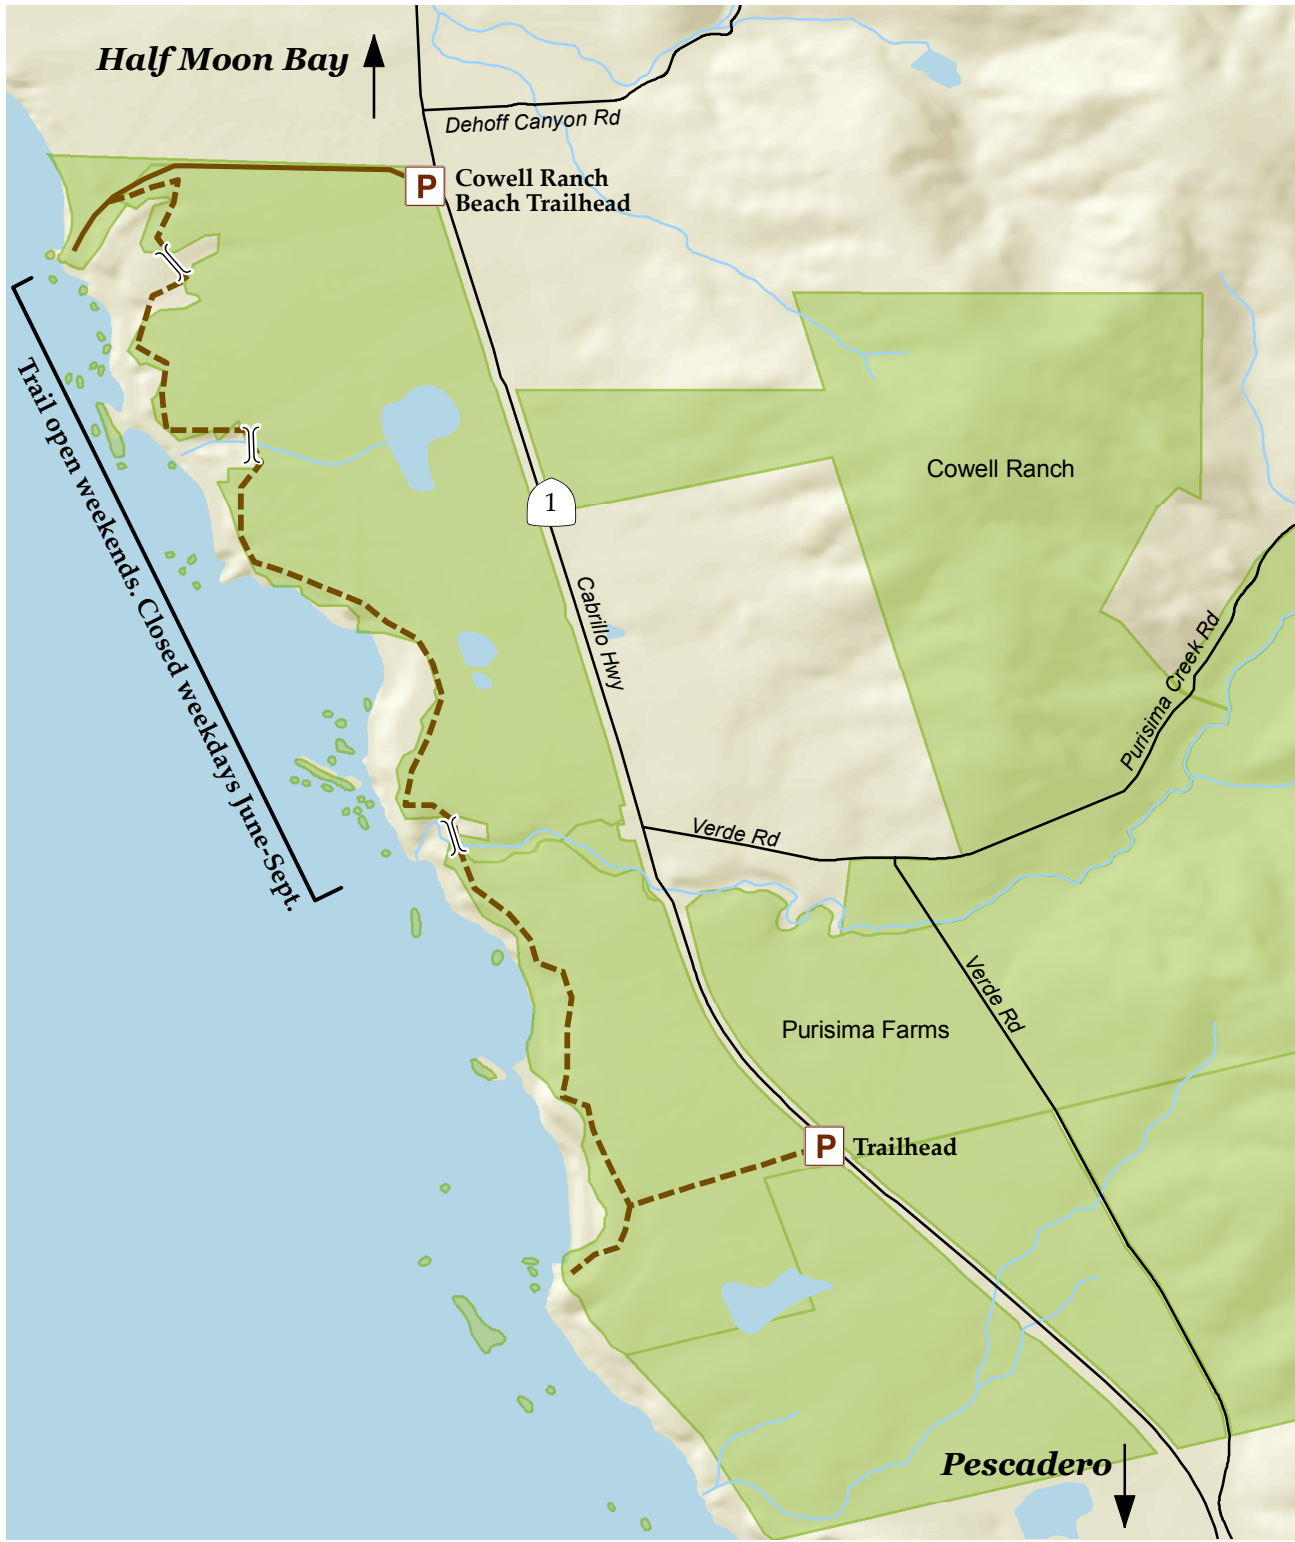 Half Moon Bay
Dehoff Canyon Rd
P
Cowell Ranch
Beach Trailhead
Trail open weekends. Closed weekdays June-Sept.
Cowell Ranch
1
Cabrillo Hwy
Purisima Creek Rd
Verde Rd
Verde Rd
Purisima Farms
P
Trailhead
Pescadero